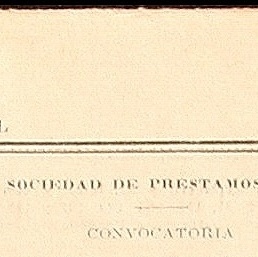 L
SOCIEDAD DE PRESTAMOS
CONVOCATORIA